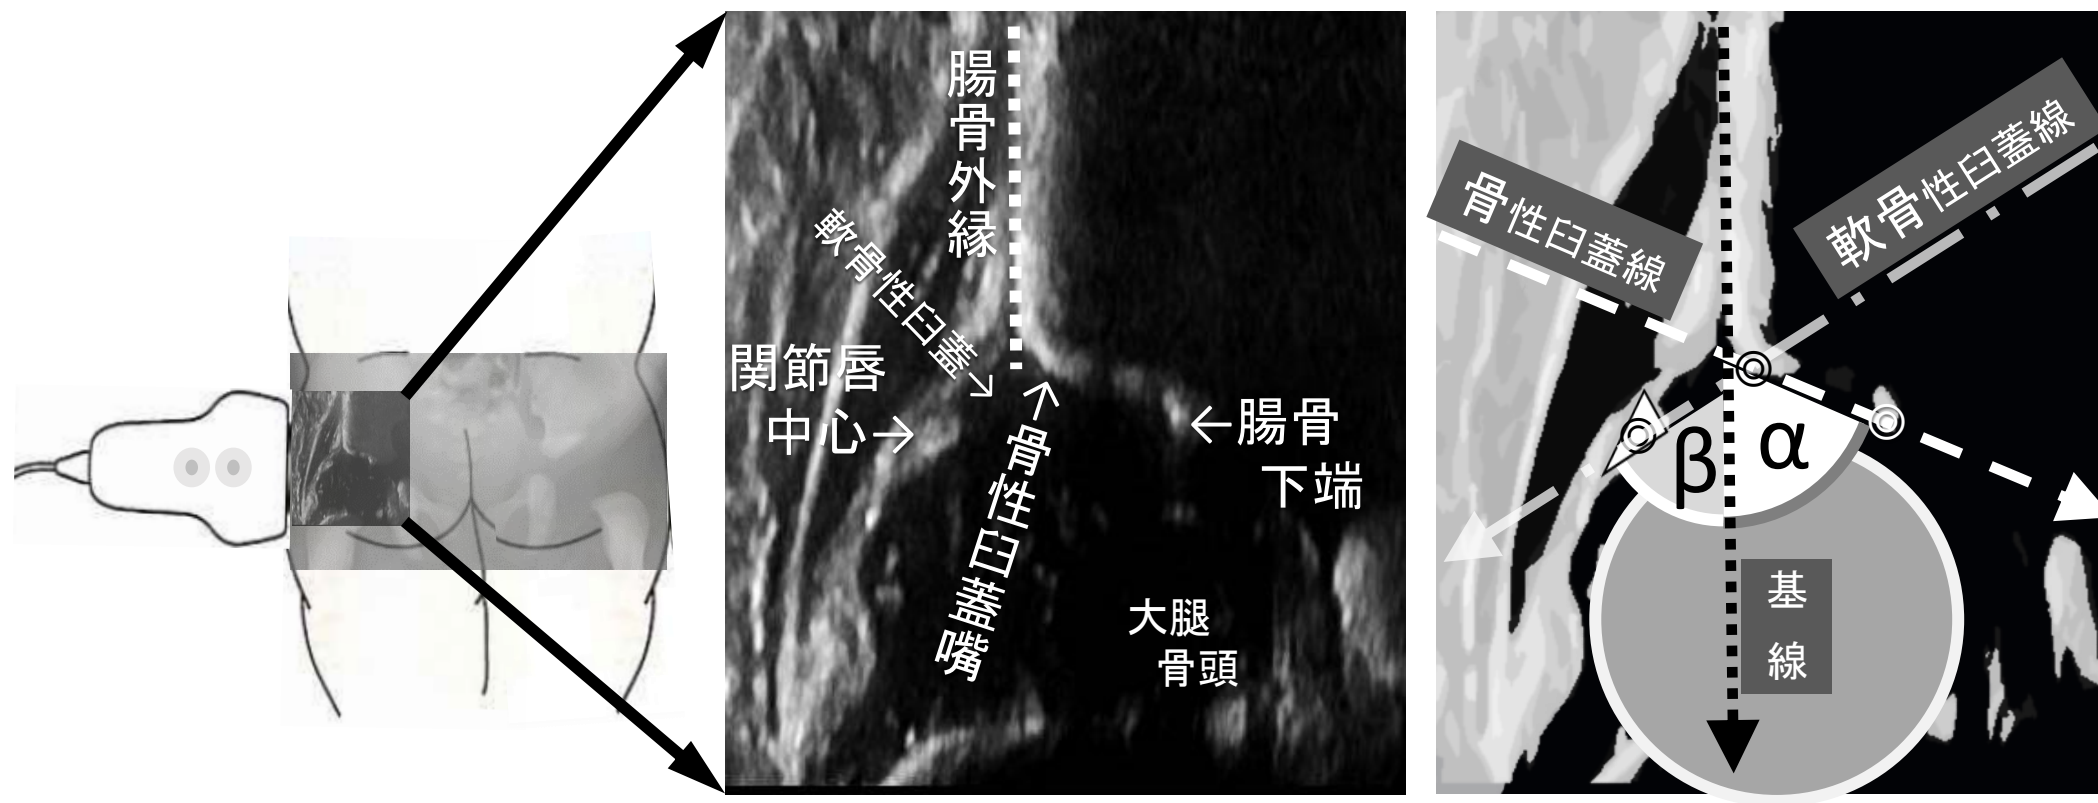 腸骨外縁
軟骨性臼蓋↘
関節唇
中心→
↑骨性臼蓋嘴
←腸骨
下端
大腿
骨頭
骨性臼蓋線
軟骨性臼蓋線
β
α
基
線